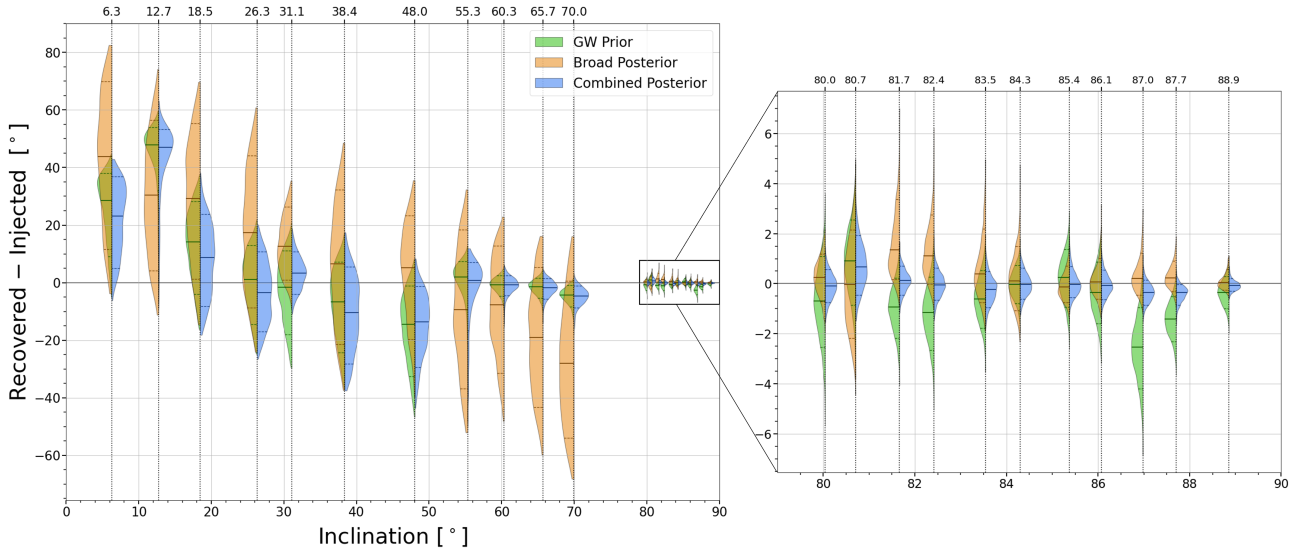 6.3 12.7 18.5 26.3 31.1 38.4 48.0 55.3 60.3 65.7 70.0
GW Prior
Broad Posterior
Combined Posterior
80
60
40
20
0
−20
−40
−60
Recovered − Injected [°]
0 10 20 30 40 50 60 70 80 90
Inclination [°]
80.0 80.7 81.7 82.4 83.5 84.3 85.4 86.1 87.0 87.7 88.9
6
4
2
0
−2
−4
−6
80 82 84 86 88 90